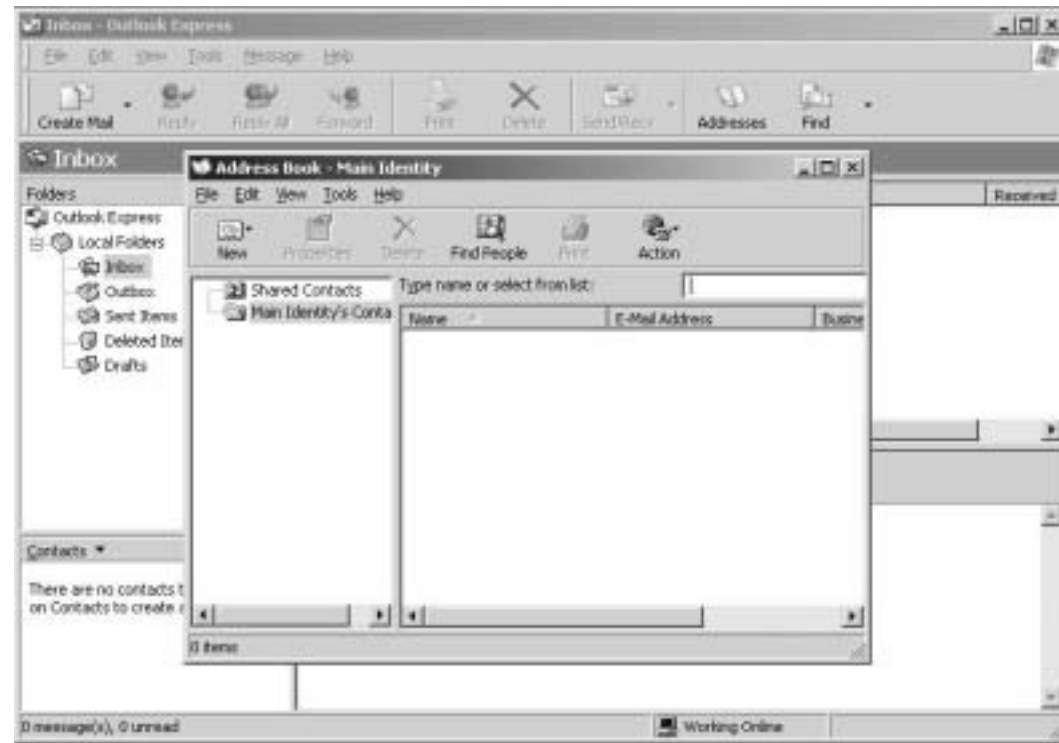 Inbox - Outlook Express
File Edit View Tools Message Help
Create Mail Reply Reply All Forward Print Delete Send/Recv Addresses Find
Inbox
Folders
Received
Outlook Express
Local Folders
Inbox
Outbox
Sent Items
Deleted Ite
Drafts
Address Book - Main Identity
File Edit View Tools Help
New Properties Delete Find People Print Action
Shared Contacts
Main Identity's Conta
Type name or select from list:
Name E-Mail Address Busine
0 items
Contacts
There are no contacts t
on Contacts to create a
0 message(s), 0 unread
Working Online